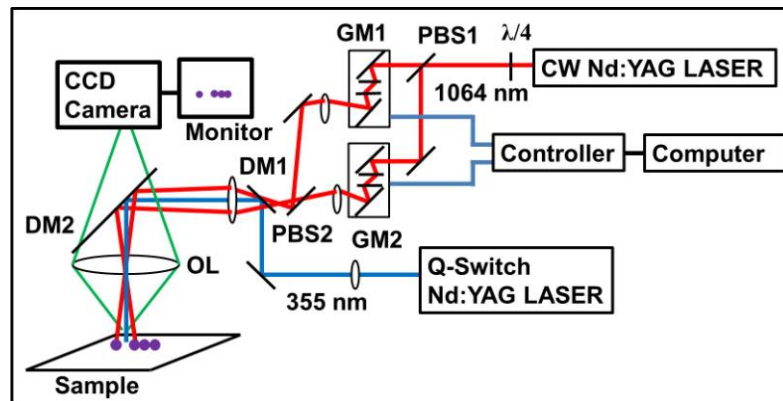 GM1
PBS1
λ/4
CCD
Camera
CW Nd:YAG LASER
1064 nm
Monitor
DM1
Controller
Computer
DM2
PBS2
GM2
Q-Switch
Nd:YAG LASER
OL
355 nm
Sample